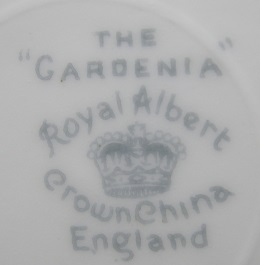 THE
"GARDENIA"
Royal Albert
Crown China
England